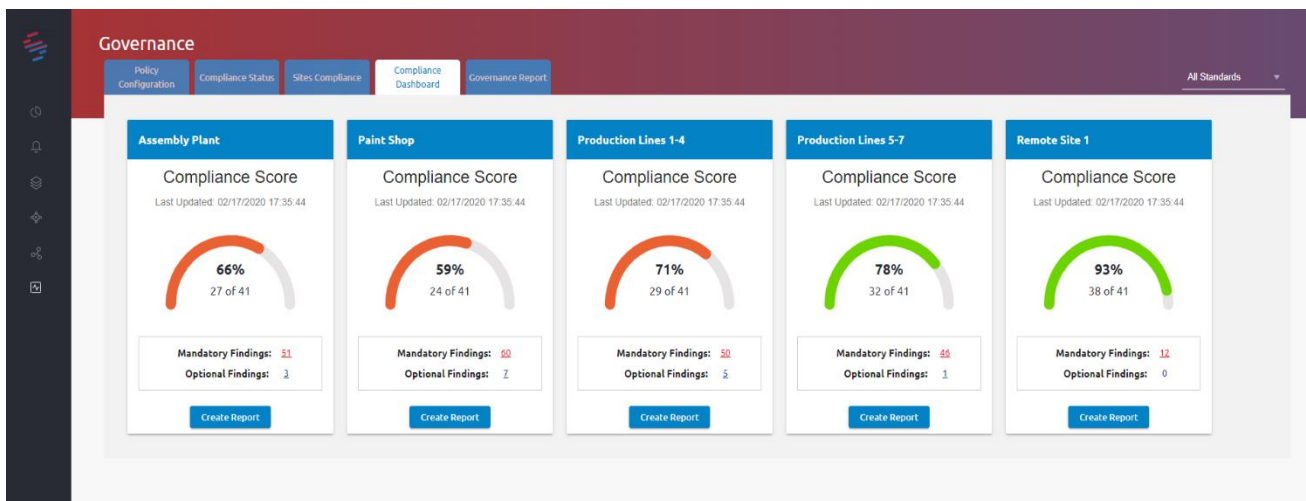 Governance
Policy
Configuration
Compliance Status
Sites Compliance
Compliance
Dashboard
Governance Report
All Standards
Assembly Plant
Compliance Score
Last Updated: 02/17/2020 17:35:44
66%
27 of 41
Mandatory Findings: 51
Optional Findings: 3
Create Report
Paint Shop
Compliance Score
Last Updated: 02/17/2020 17:35:44
59%
24 of 41
Mandatory Findings: 60
Optional Findings: 7
Create Report
Production Lines 1-4
Compliance Score
Last Updated: 02/17/2020 17:35:44
71%
29 of 41
Mandatory Findings: 50
Optional Findings: 5
Create Report
Production Lines 5-7
Compliance Score
Last Updated: 02/17/2020 17:35:44
78%
32 of 41
Mandatory Findings: 46
Optional Findings: 1
Create Report
Remote Site 1
Compliance Score
Last Updated: 02/17/2020 17:35:44
93%
38 of 41
Mandatory Findings: 12
Optional Findings: 0
Create Report